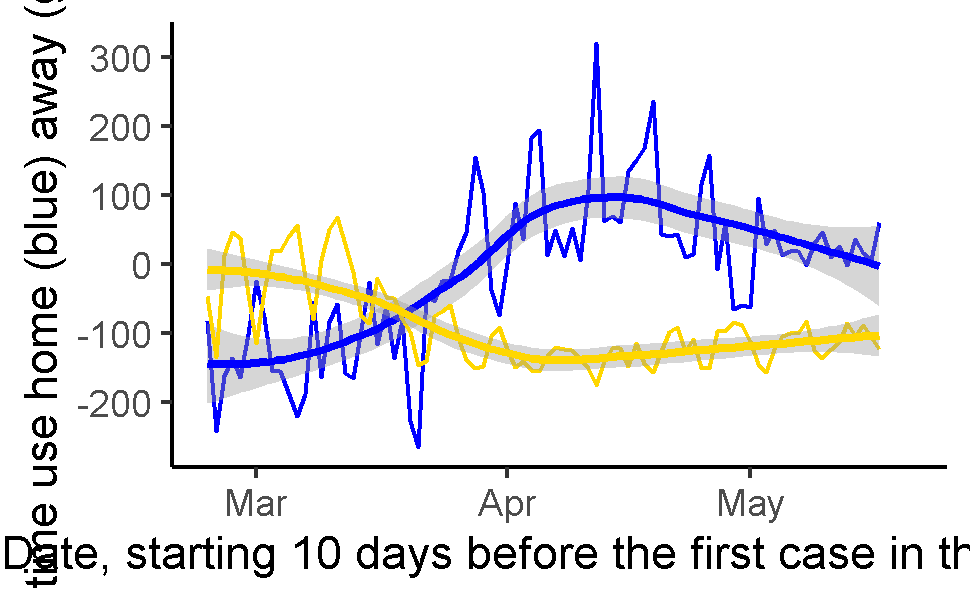 time use home (blue) away (
300
200
100
0
-100
-200
Mar Apr May
Date, starting 10 days before the first case in th